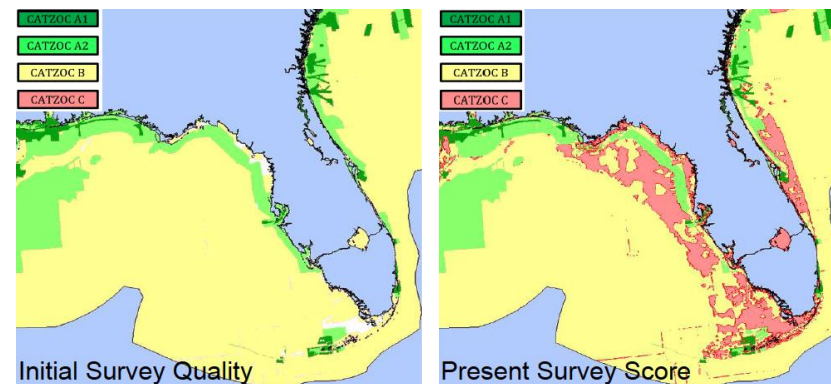 CATZOC A1
CATZOC A2
CATZOC B
CATZOC C
Initial Survey Quality
CATZOC A1
CATZOC A2
CATZOC B
CATZOC C
Present Survey Score